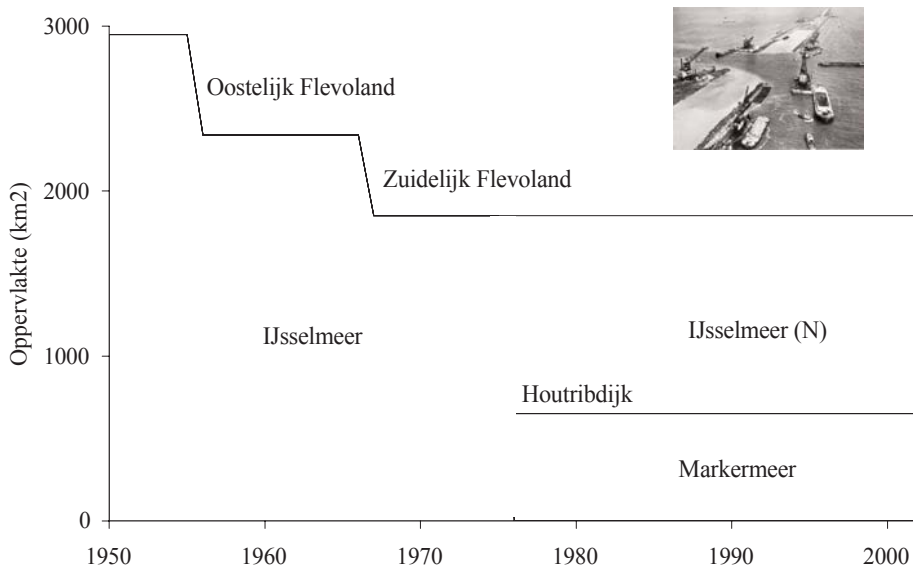 3000
Oostelijk Flevoland
Zuidelijk Flevoland
2000
Oppervlakte (km2)
IJsselmeer
IJsselmeer (N)
1000
Houtribdijk
Markermeer
0
1950 1960 1970 1980 1990 2000